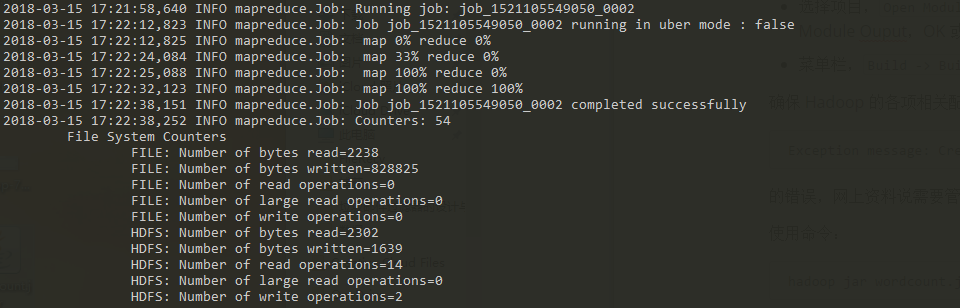 2018-03-15 17:21:58,640 INFO mapreduce.Job: Running job: job_1521105549050_0002
2018-03-15 17:22:12,823 INFO mapreduce.Job: Job job_1521105549050_0002 running in uber mode : false
2018-03-15 17:22:12,825 INFO mapreduce.Job:  map 0% reduce 0%
2018-03-15 17:22:24,084 INFO mapreduce.Job:  map 33% reduce 0%
2018-03-15 17:22:25,088 INFO mapreduce.Job:  map 100% reduce 0%
2018-03-15 17:22:32,123 INFO mapreduce.Job:  map 100% reduce 100%
2018-03-15 17:22:38,151 INFO mapreduce.Job: Job job_1521105549050_0002 completed successfully
2018-03-15 17:22:38,252 INFO mapreduce.Job: Counters: 54
File System Counters
FILE: Number of bytes read=2238
FILE: Number of bytes written=828825
FILE: Number of read operations=0
FILE: Number of large read operations=0
FILE: Number of write operations=0
HDFS: Number of bytes read=2302
HDFS: Number of bytes written=1639
HDFS: Number of read operations=14
HDFS: Number of large read operations=0
HDFS: Number of write operations=2
使用命令：